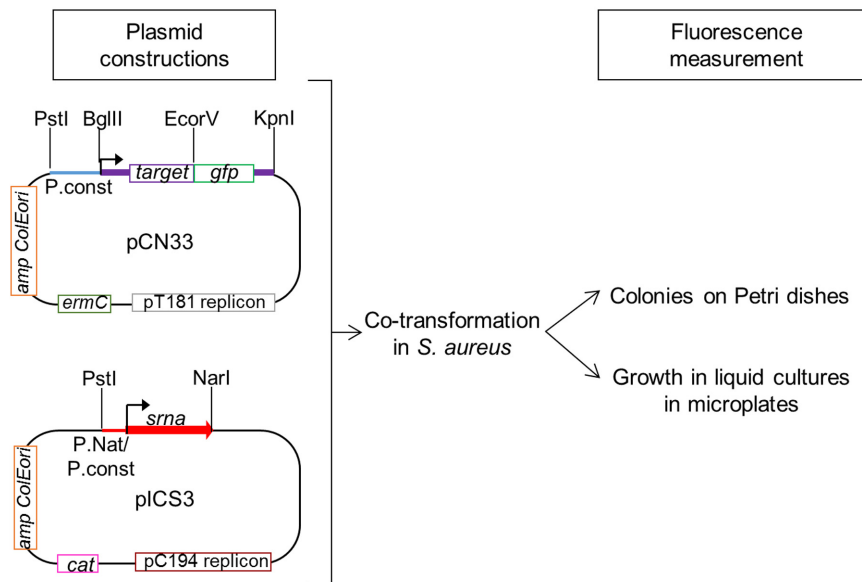 Plasmid
constructions
Fluorescence
measurement
PstI BglII EcorV KpnI
target gfp
P.const
amp ColEori
pCN33
ermC pT181 replicon
Co-transformation
in S. aureus
Colonies on Petri dishes
Growth in liquid cultures
in microplates
PstI NarI
srna
P.Nat/
P.const
amp ColEori
pICS3
cat pC194 replicon